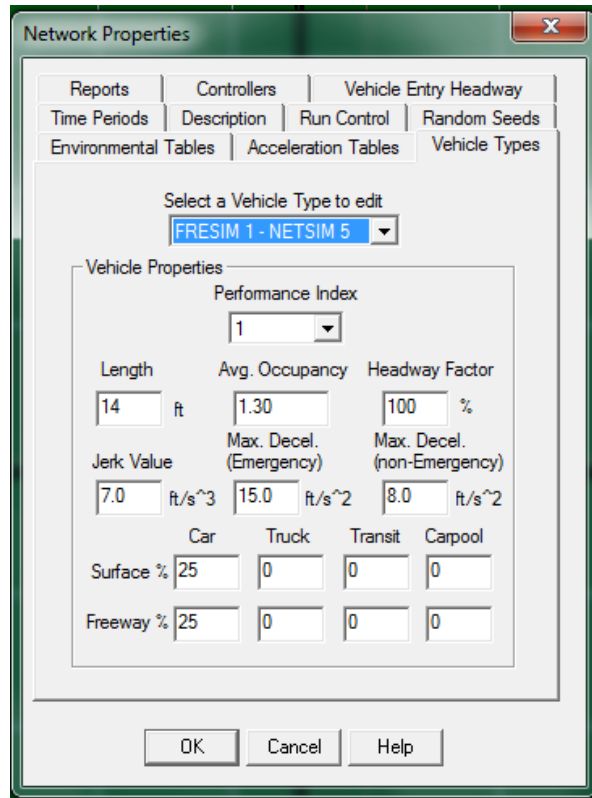 Network Properties
X
Reports Controllers Vehicle Entry Headway
Time Periods Description Run Control Random Seeds
Environmental Tables Acceleration Tables Vehicle Types
Select a Vehicle Type to edit
FRESIM 1 - NETSIM 5
Vehicle Properties
Performance Index
1
Length Avg. Occupancy Headway Factor
14 ft 1.30 100 %
Jerk Value Max. Decel. (Emergency) Max. Decel. (non-Emergency)
7.0 ft/s^3 15.0 ft/s^2 8.0 ft/s^2
Car Truck Transit Carpool
Surface % 25 0 0 0
Freeway % 25 0 0 0
OK Cancel Help